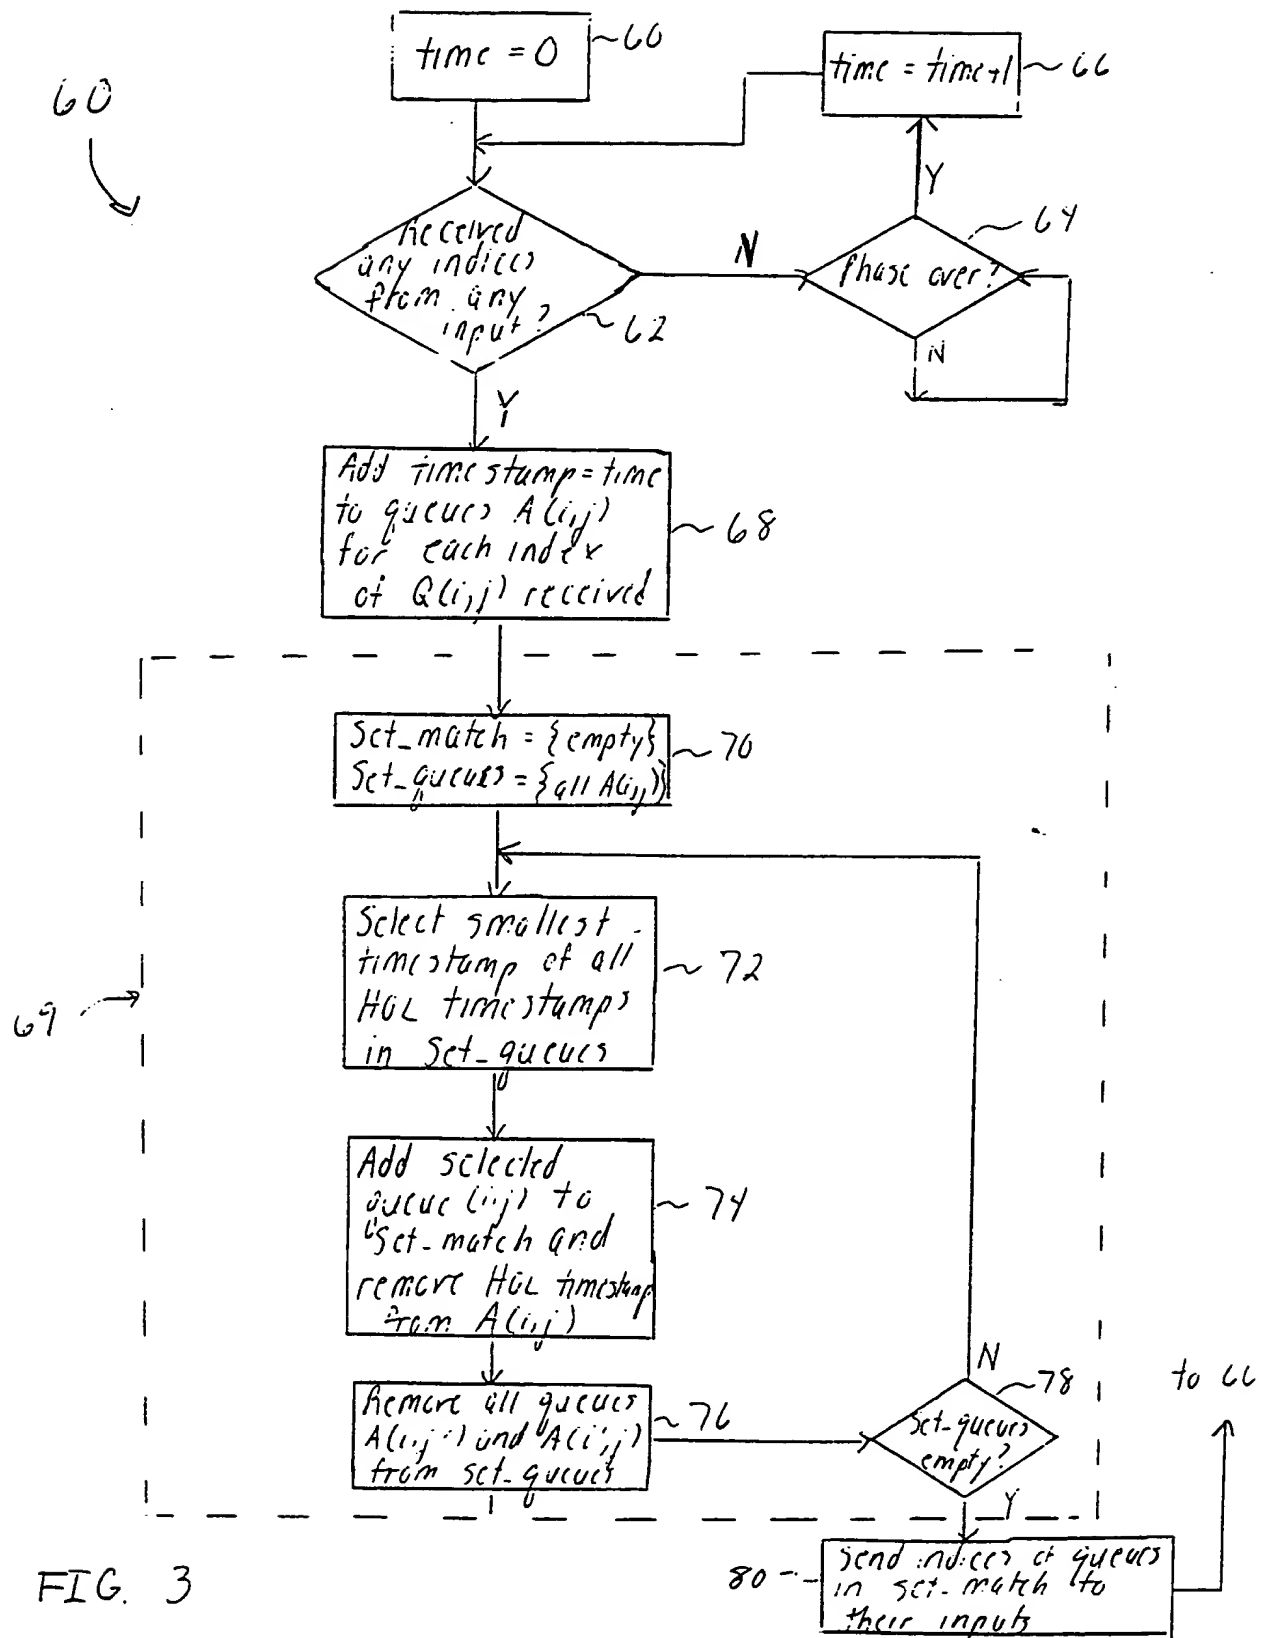 time = 0
60
time = time+1
66
60
Y
64
Received
any indices
from any
input?
62
N
Phase over?
N
Y
Add timestamp = time
to queues A(i,j)
for each index
of Q(i,j) received
68
Set_match = {empty}
Set_queues = {all A(i,j)}
70
Select smallest
timestamp of all
HOL timestamps
in Set_queues
72
69
Add selected
queue (i,j) to
Set_match and
remove HOL timestamp
from A(i,j)
74
N
78
to 66
Remove all queues
A(i,j') and A(i',j)
from set_queues
76
Set_queues
empty?
Y
Send indices of queues
in set_match to
their inputs
80
FIG. 3